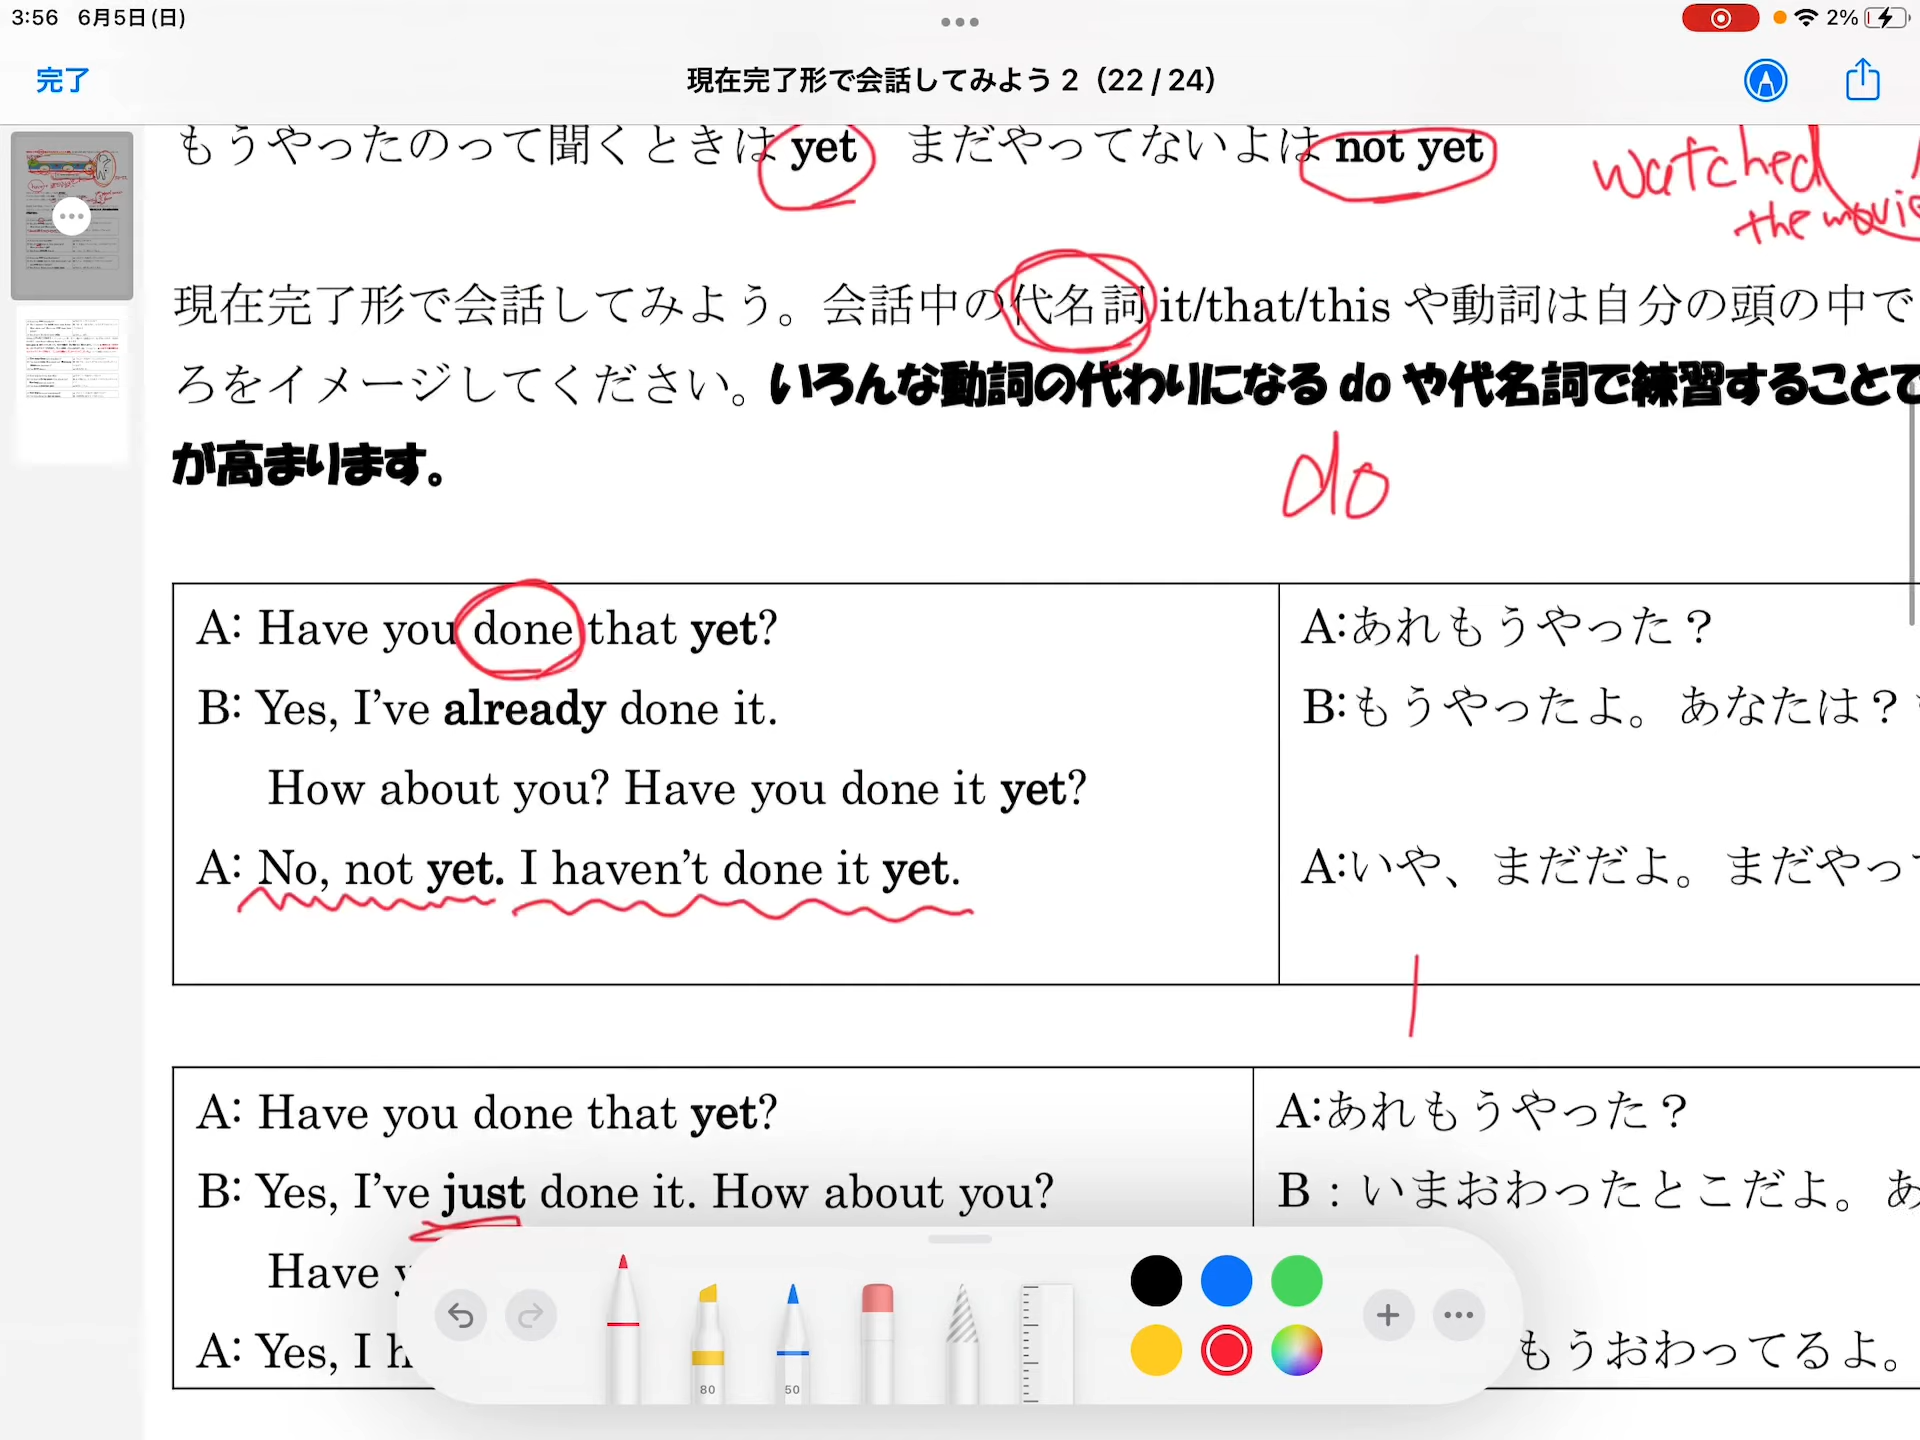 3:56 6月5日(日)
2%
完了
現在完了形で会話してみよう 2（22 / 24）
もうやったのって聞くときは yet まだやってないよは not yet
watched
the movie
現在完了形で会話してみよう。会話中の代名詞 it/that/this や動詞は自分の頭の中で
ろをイメージしてください。いろんな動詞の代わりになる do や代名詞で練習することで
が高まります。
do
A: Have you done that yet?
A:あれもうやった？
B: Yes, I've already done it.
B:もうやったよ。あなたは？
How about you? Have you done it yet?
A: No, not yet. I haven't done it yet.
A:いや、まだだよ。まだやっ
A: Have you done that yet?
A:あれもうやった？
B: Yes, I've just done it. How about you?
B：いまおわったとこだよ。あ
Have
A: Yes, I h
もうおわってるよ。
80
50